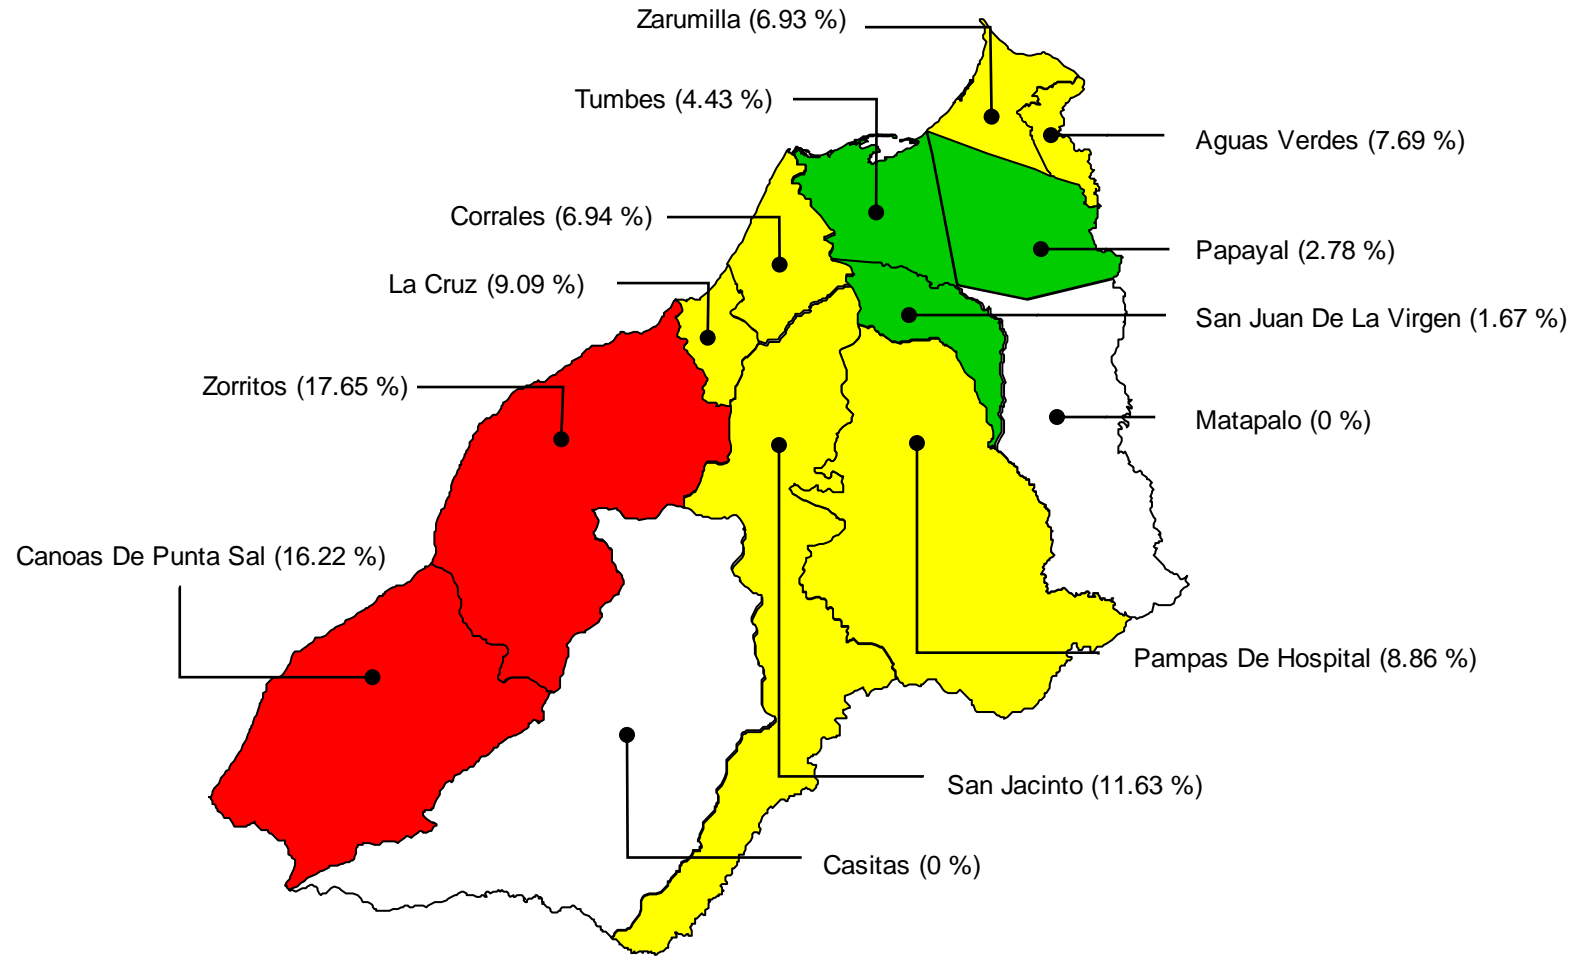 Zarumilla (6.93 %)
Tumbes (4.43 %)
Aguas Verdes (7.69 %)
Corrales (6.94 %)
Papayal (2.78 %)
La Cruz (9.09 %)
San Juan De La Virgen (1.67 %)
Zorritos (17.65 %)
Matapalo (0 %)
Canoas De Punta Sal (16.22 %)
Pampas De Hospital (8.86 %)
San Jacinto (11.63 %)
Casitas (0 %)